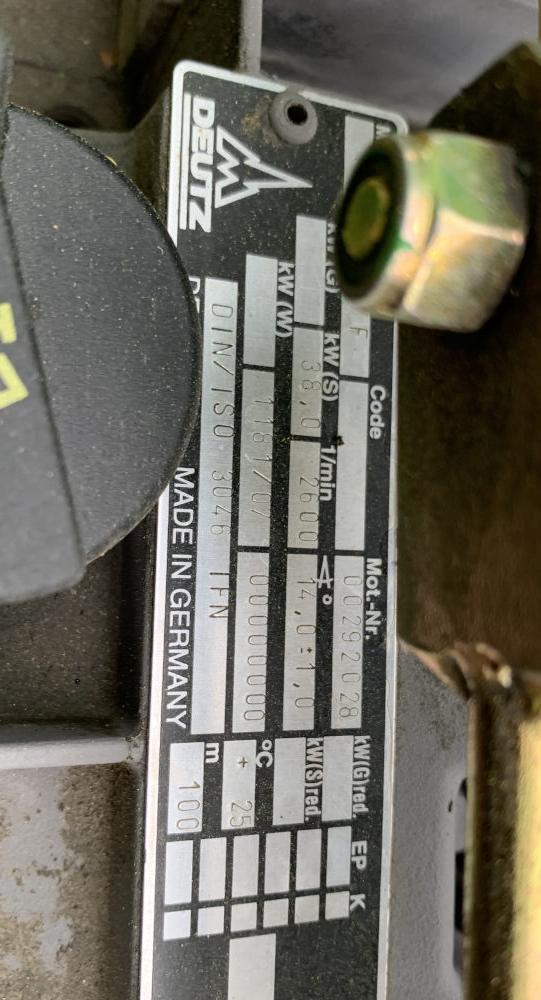 DEUTZ
F
Code
Mot.-Nr.
00292028
kW(G)red.
EP
K
kW (G)
kW (S)
38,0
1/min
2600
∢°
14,0±1,0
kW(S)red.
kW (W)
1181/07
00000000
°C
+ 25
DIN/ISO 3046 IFN
m
100
MADE IN GERMANY